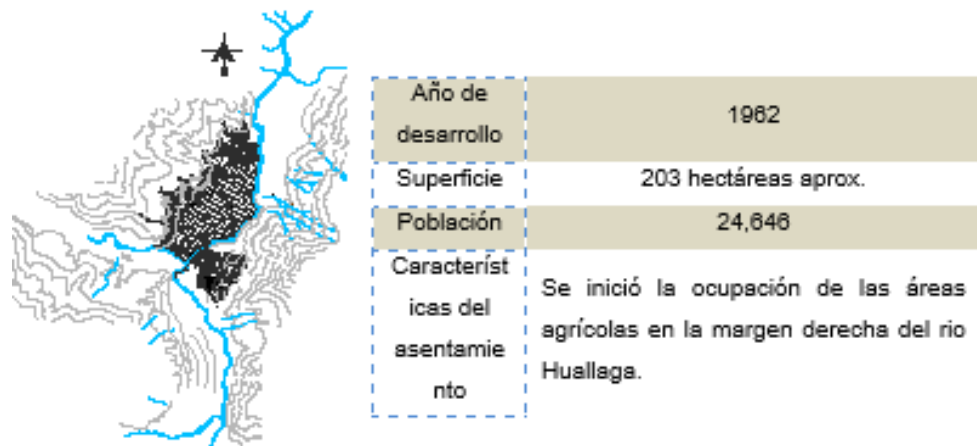 Año de
desarrollo
1962
Superficie
203 hectáreas aprox.
Población
24,646
Característ
icas del
asentamie
nto
Se inició la ocupación de las áreas
agrícolas en la margen derecha del rio
Huallaga.